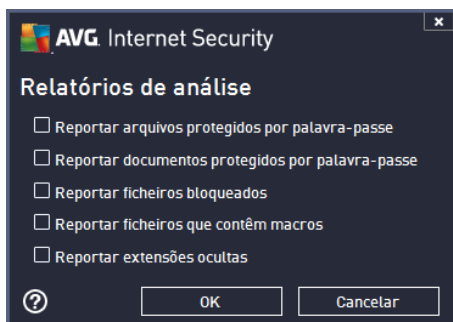 AVG. Internet Security
x
Relatórios de análise
Reportar arquivos protegidos por palavra-passe
Reportar documentos protegidos por palavra-passe
Reportar ficheiros bloqueados
Reportar ficheiros que contêm macros
Reportar extensões ocultas
? OK Cancelar